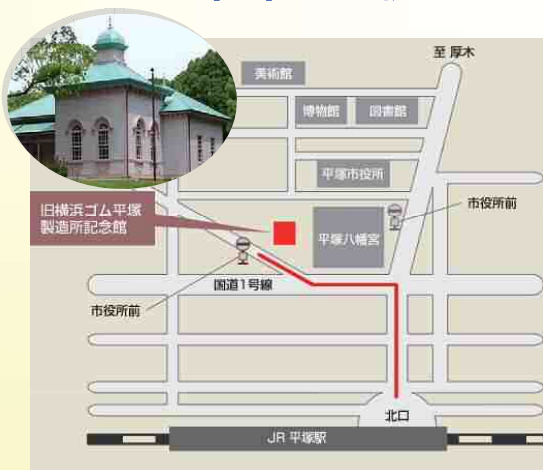 至 厚木
美術館
博物館
図書館
平塚市役所
旧横浜ゴム平塚
製造所記念館
平塚八幡宮
市役所前
国道1号線
市役所前
北口
JR 平塚駅